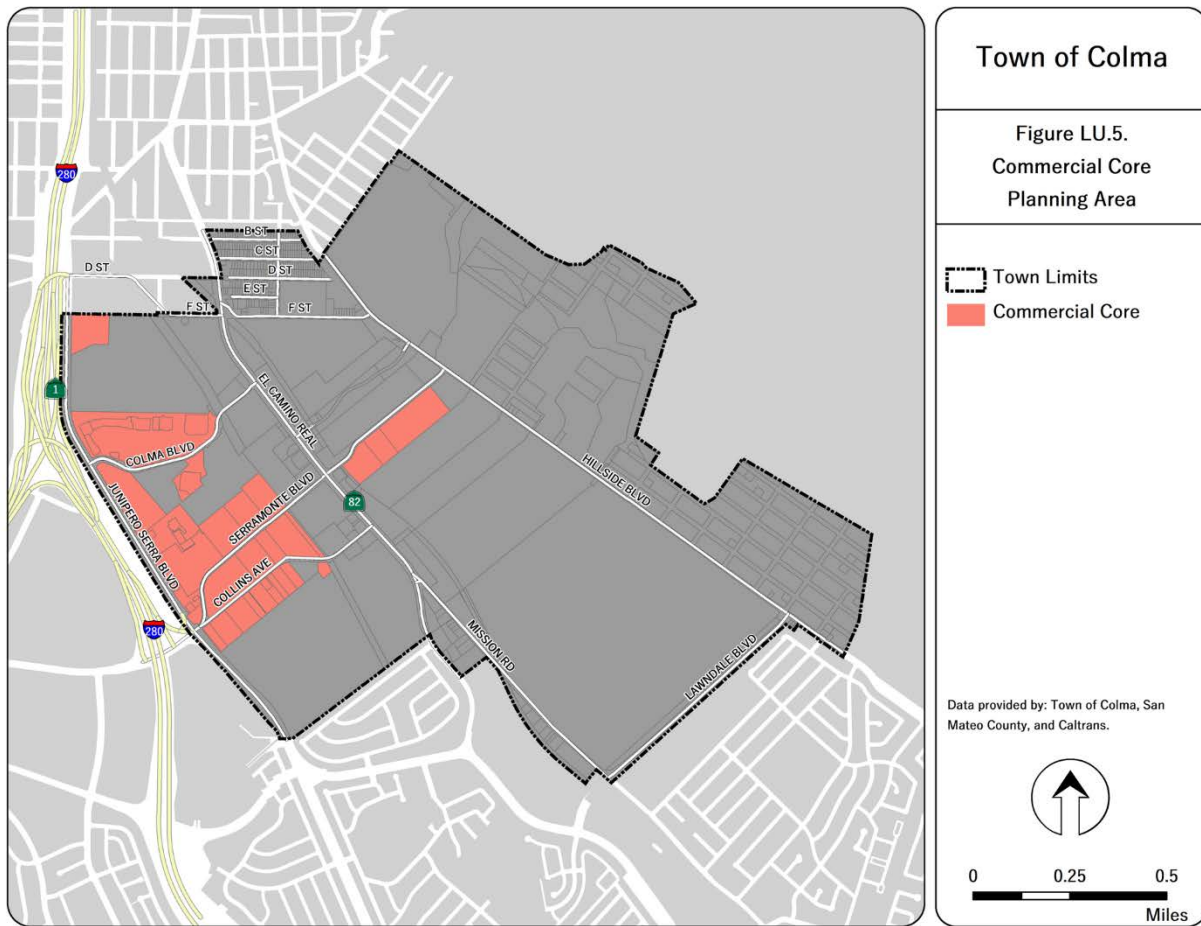 Town of Colma
Figure LU.5.
Commercial Core
Planning Area
Town Limits
Commercial Core
Data provided by: Town of Colma, San
Mateo County, and Caltrans.
0 0.25 0.5
Miles
280
B ST
C ST
D ST
D ST
E ST
F ST
F ST
1
EL CAMINO REAL
COLMA BLVD
HILLSIDE BLVD
SERRAMONTE BLVD
82
JUNIPERO SERRA BLVD
COLLINS AVE
280
MISSION RD
LAWNDALE BLVD